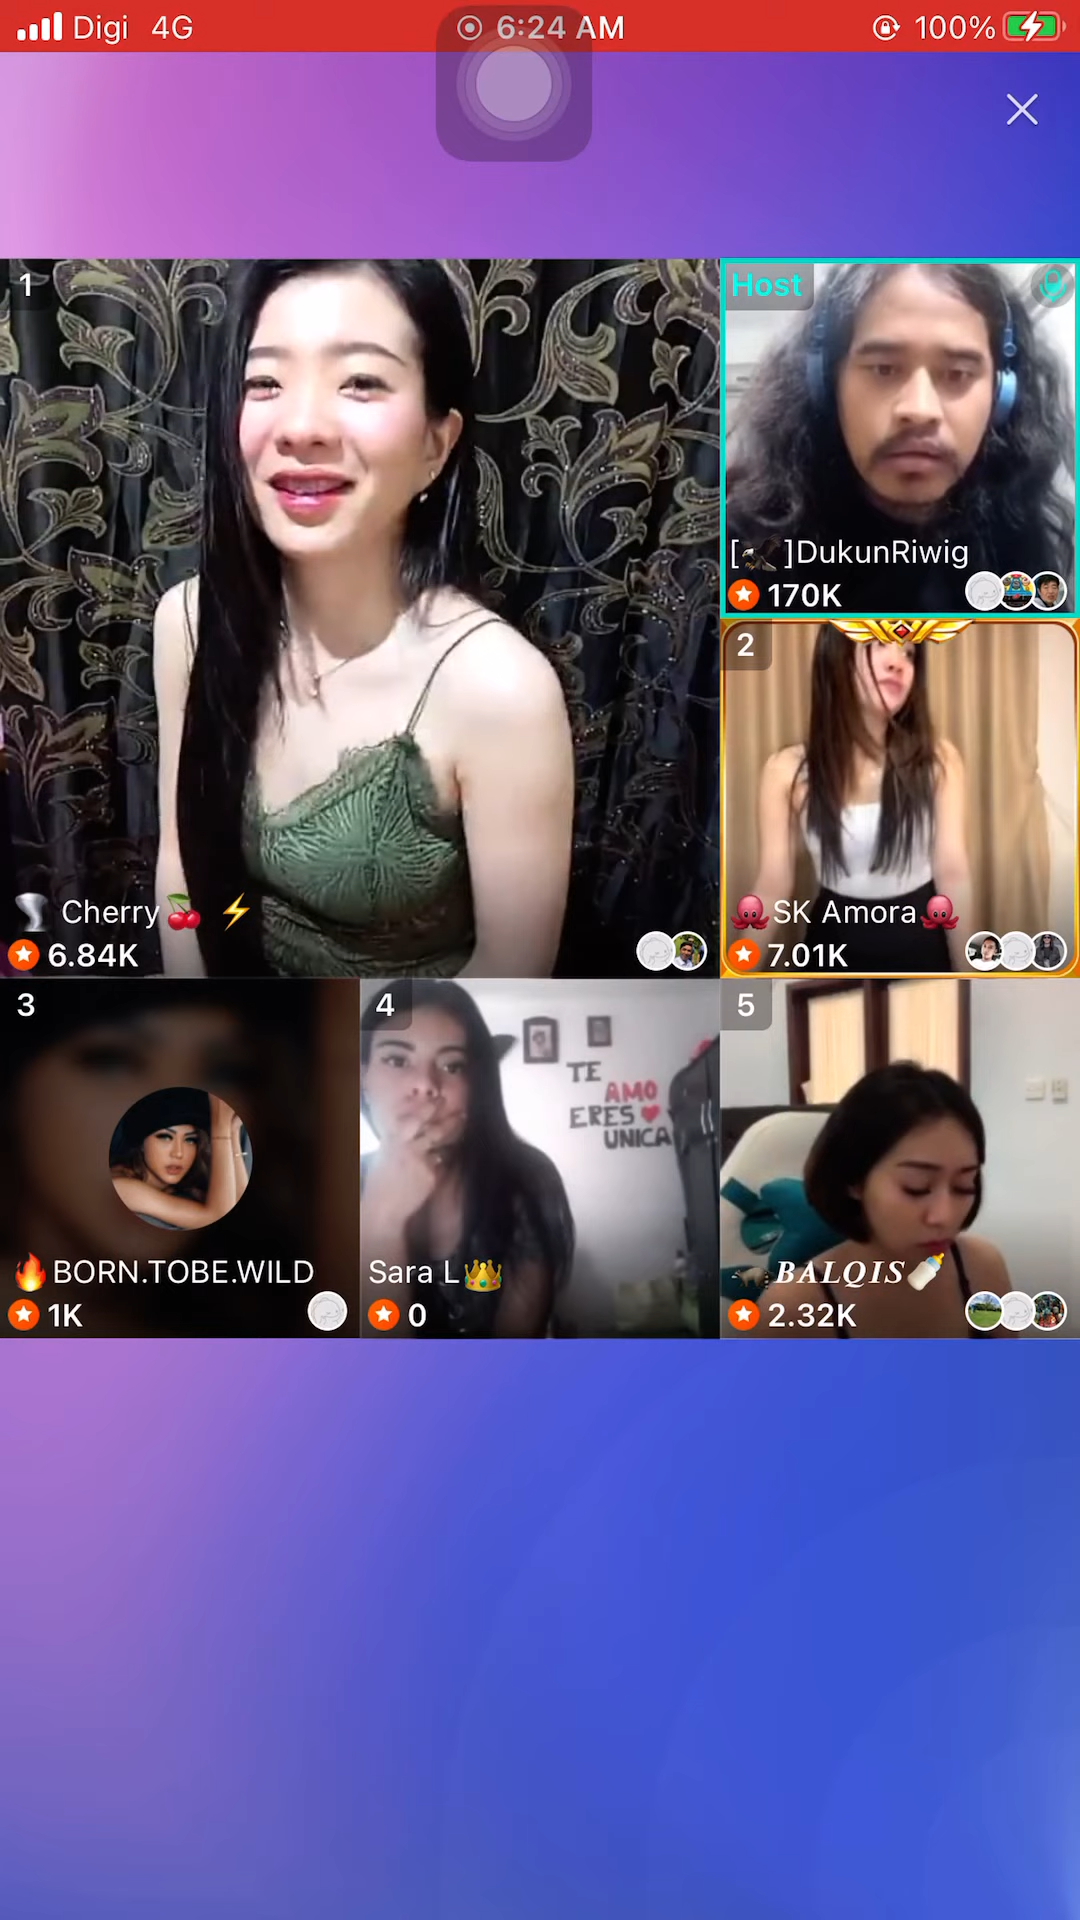 Digi 4G
6:24 AM
100%
1
Cherry🍒 ⚡
6.84K
Host
[🦅]DukunRiwig
170K
2
🐙SK Amora🐙
7.01K
3
🔥BORN.TOBE.WILD
1K
4
TE
AMO
ERES❤
UNICA
Sara L👑
0
5
BALQIS🍼
2.32K